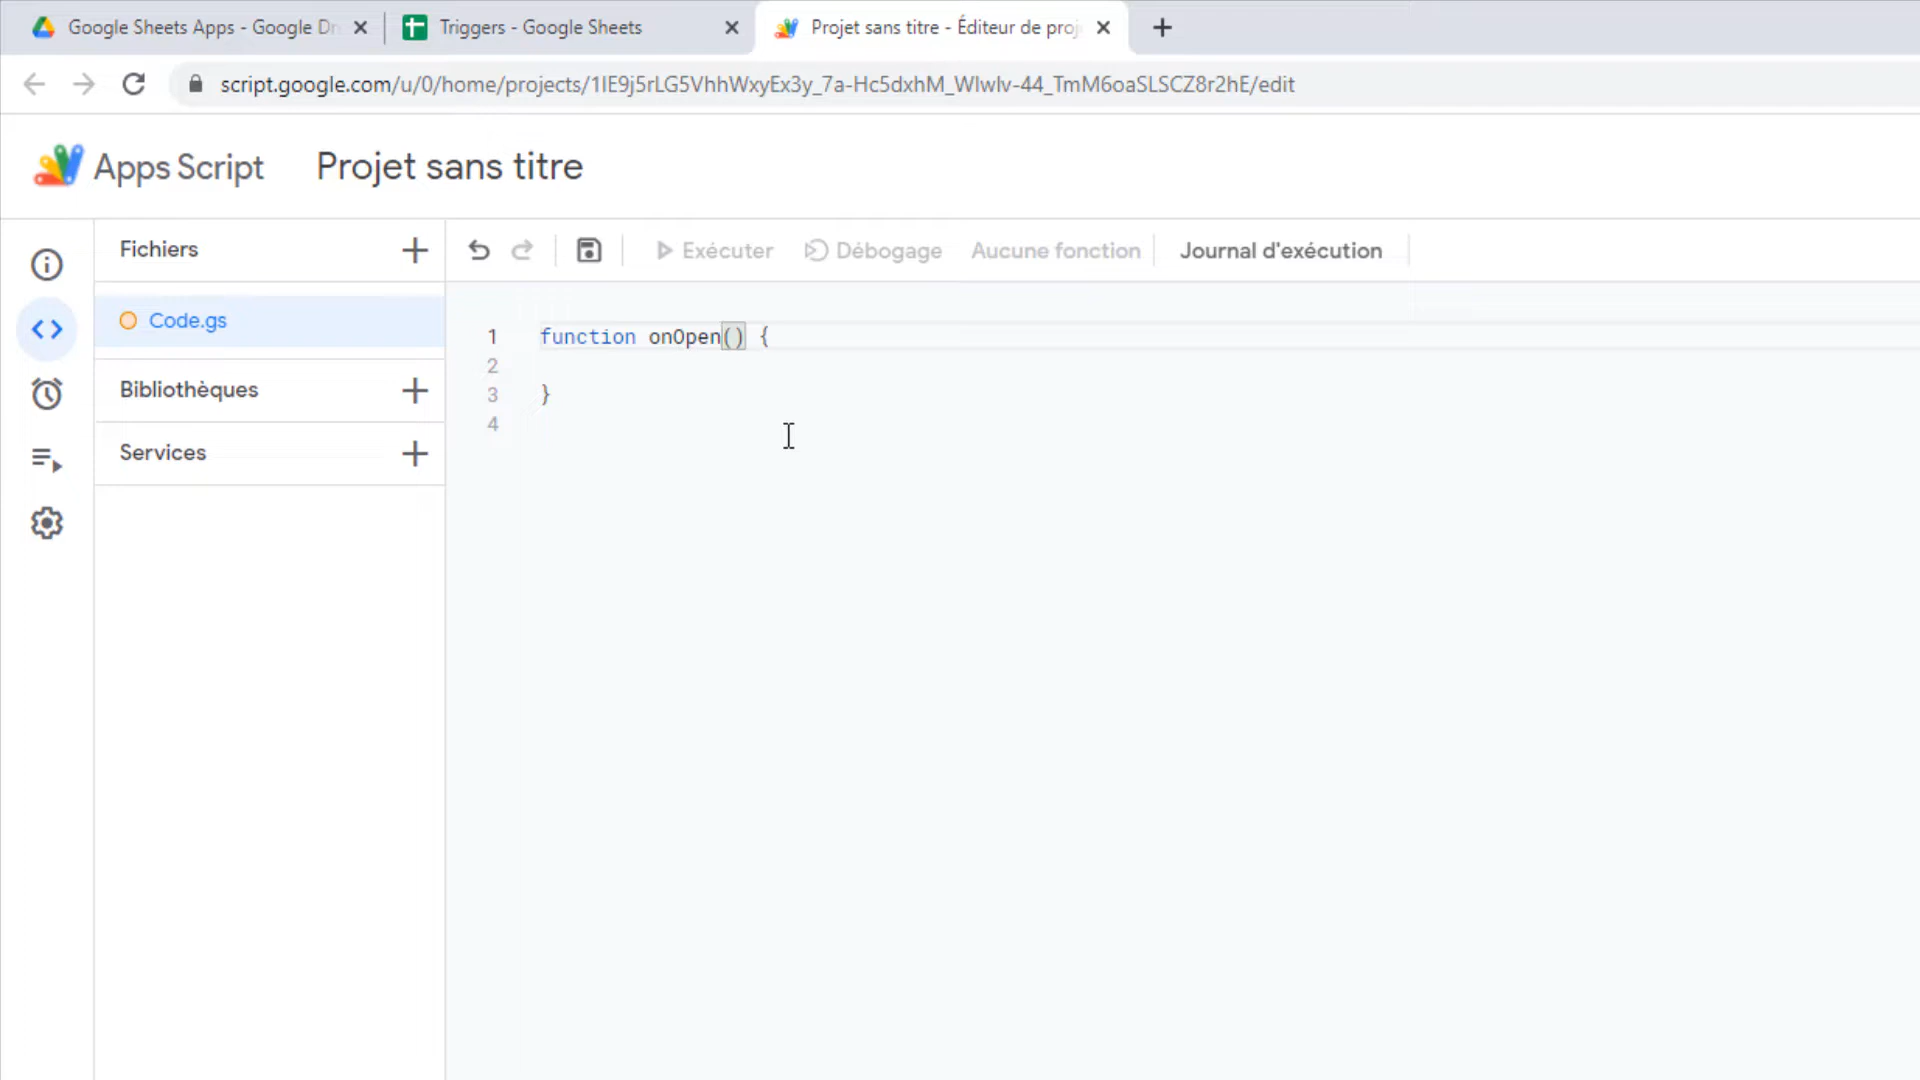 Google Sheets Apps - Google Dr
Triggers - Google Sheets
Projet sans titre - Éditeur de proj
script.google.com/u/0/home/projects/1IE9j5rLG5VhhWxyEx3y_7a-Hc5dxhM_WIwlv-44_TmM6oaSLSCZ8r2hE/edit
Apps Script
Projet sans titre
Fichiers
Exécuter
Débogage
Aucune fonction
Journal d'exécution
Code.gs
Bibliothèques
Services
1 function onOpen() {
2
3 }
4